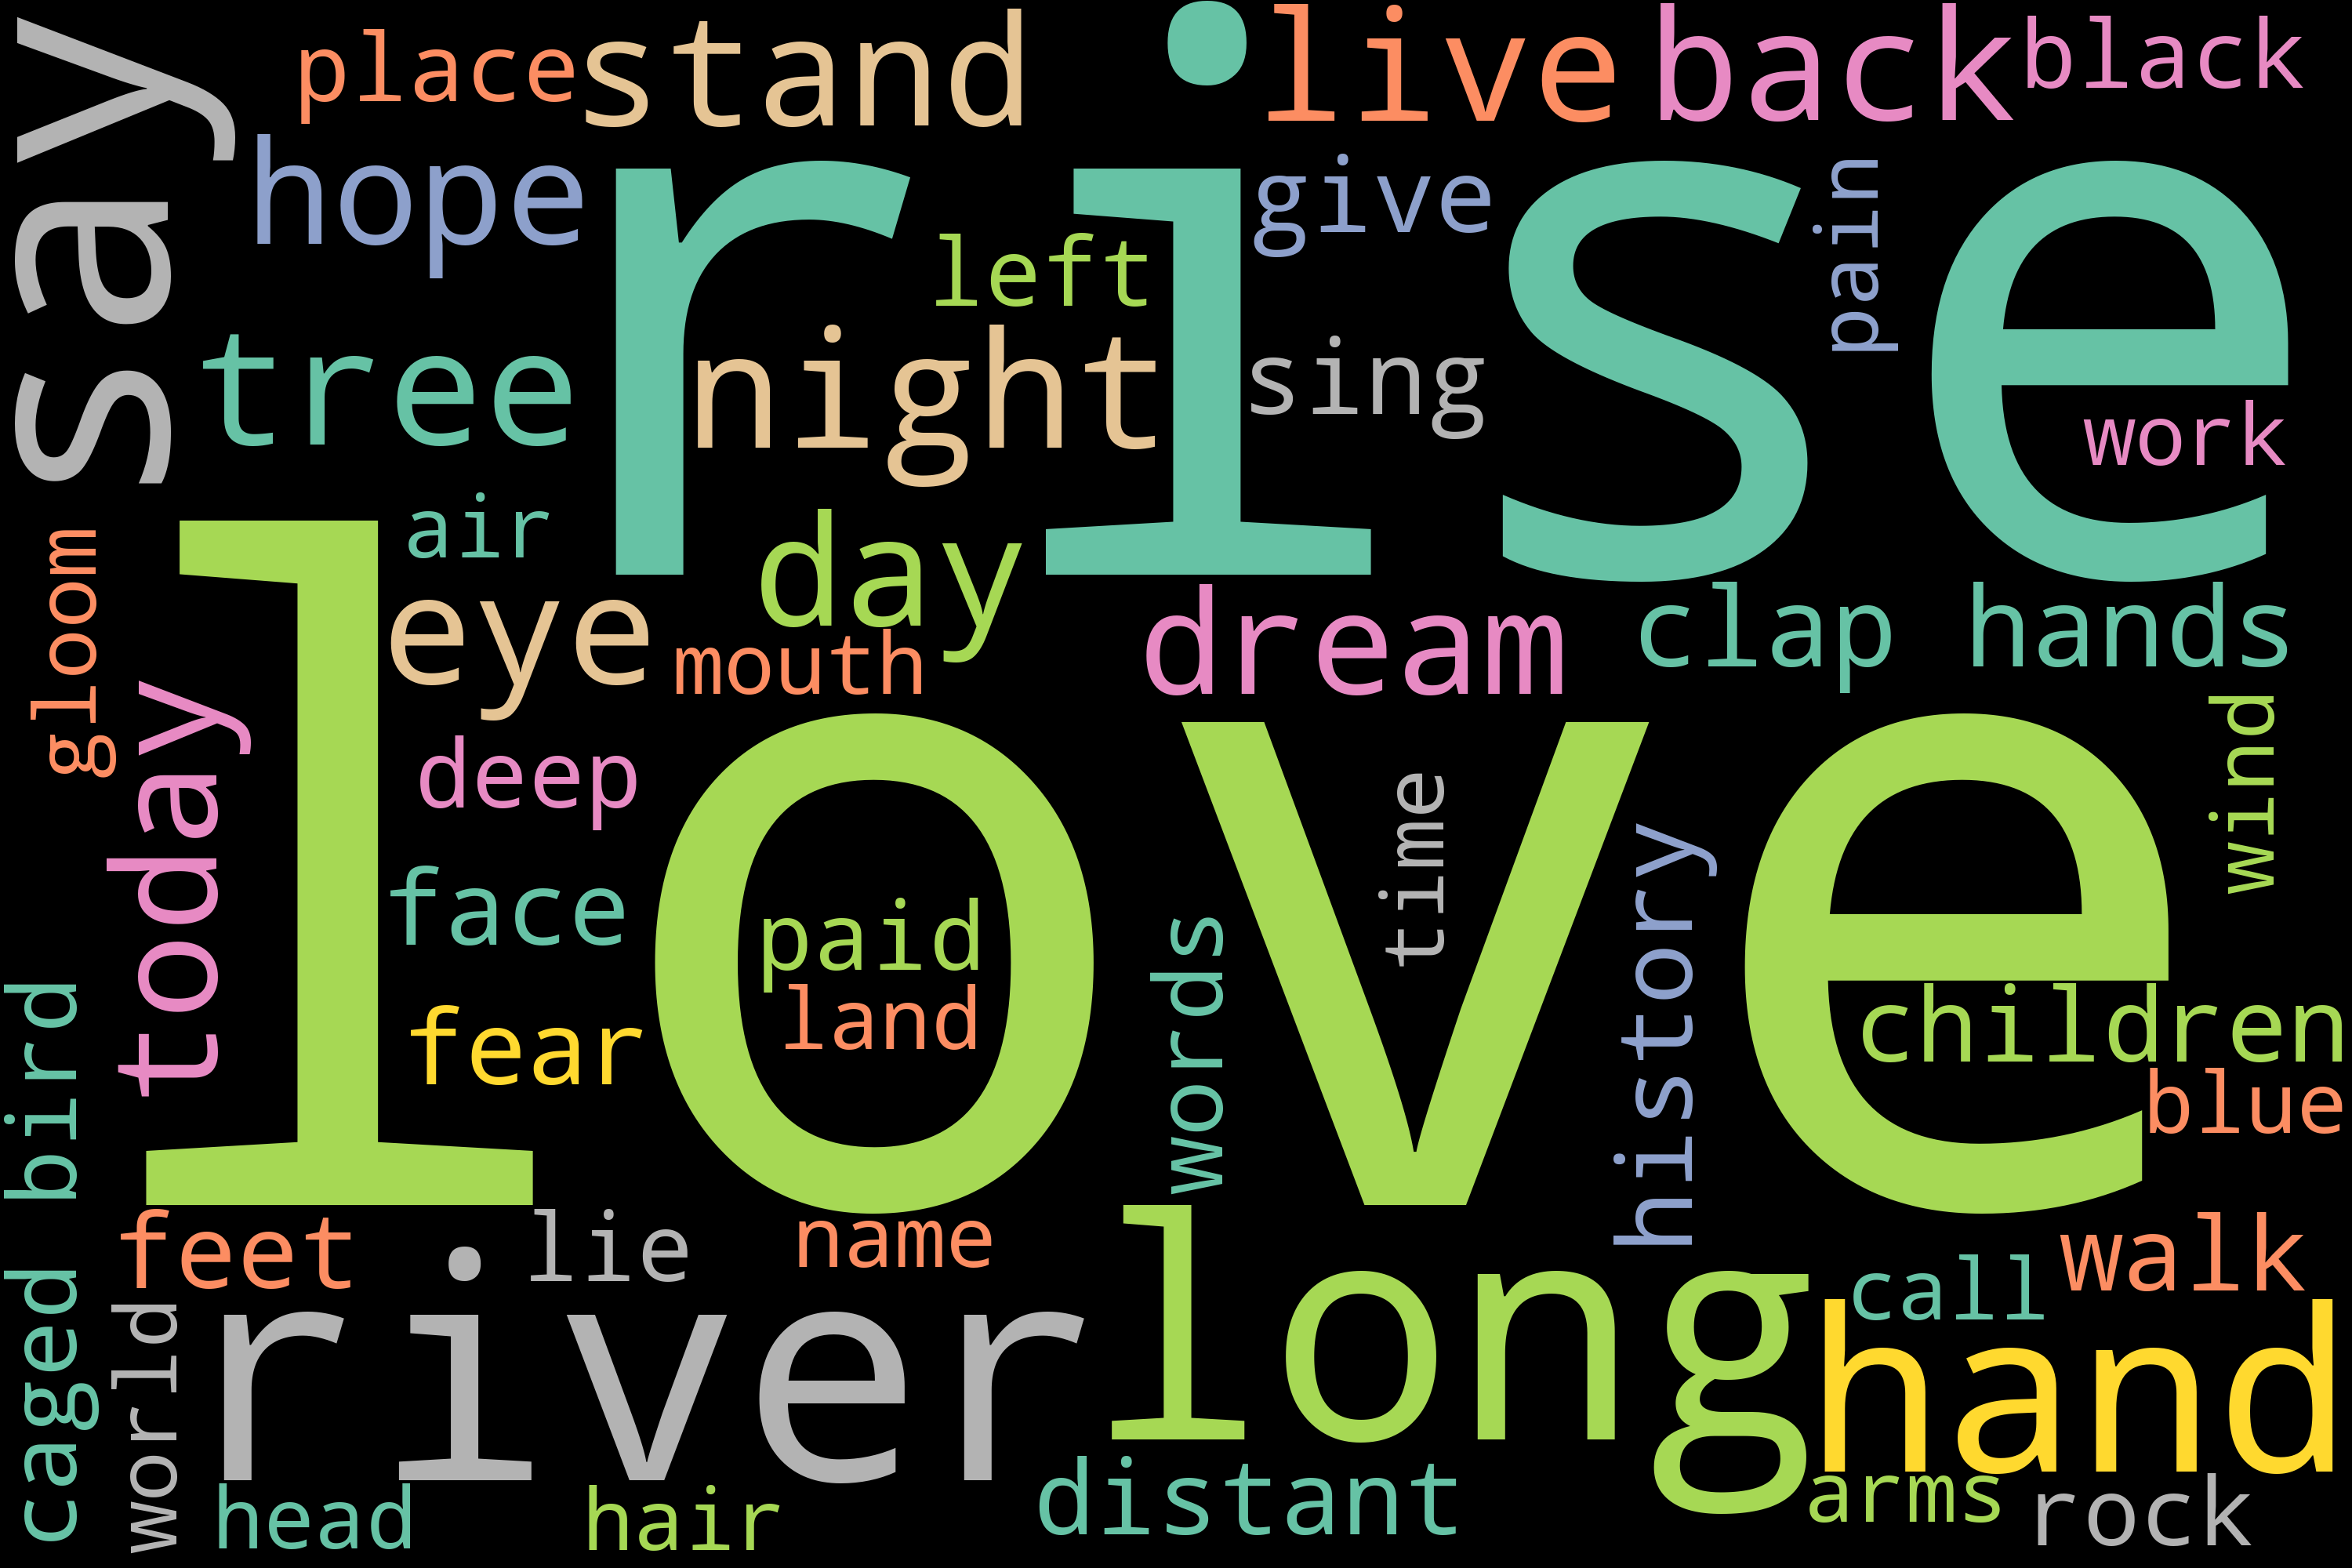 say
place
stand
live
back
black
hope
rise
give
pain
left
tree
night
sing
work
air
day
gloom
eye
mouth
dream
clap hands
today
love
deep
wind
time
face
paid
words
history
land
fear
children
caged bird
blue
feet
lie
name
long
walk
call
world
river
hand
head
hair
distant
arms
rock